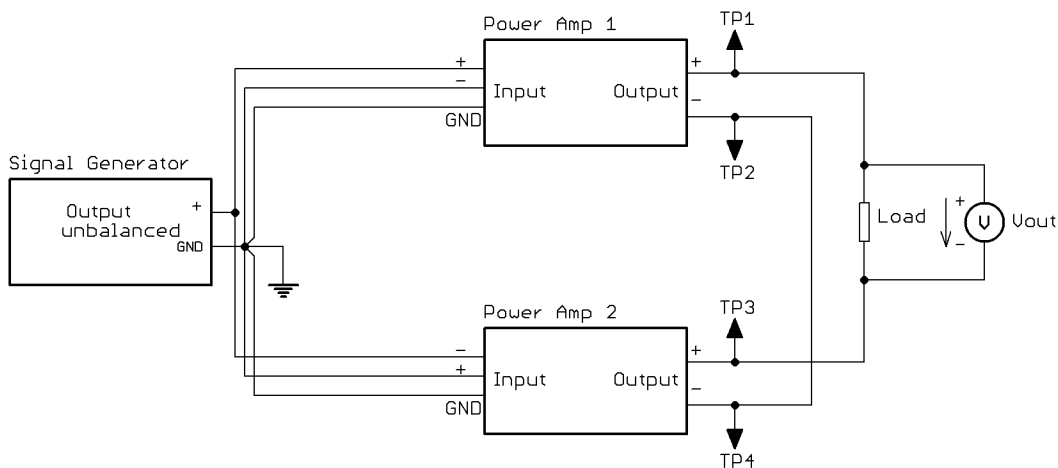 Power Amp 1
TP1
+
-
GND
Input
Output
+
-
TP2
Signal Generator
Output
unbalanced
+
GND
Load
+
-
V
Vout
Power Amp 2
TP3
-
+
GND
Input
Output
+
-
TP4